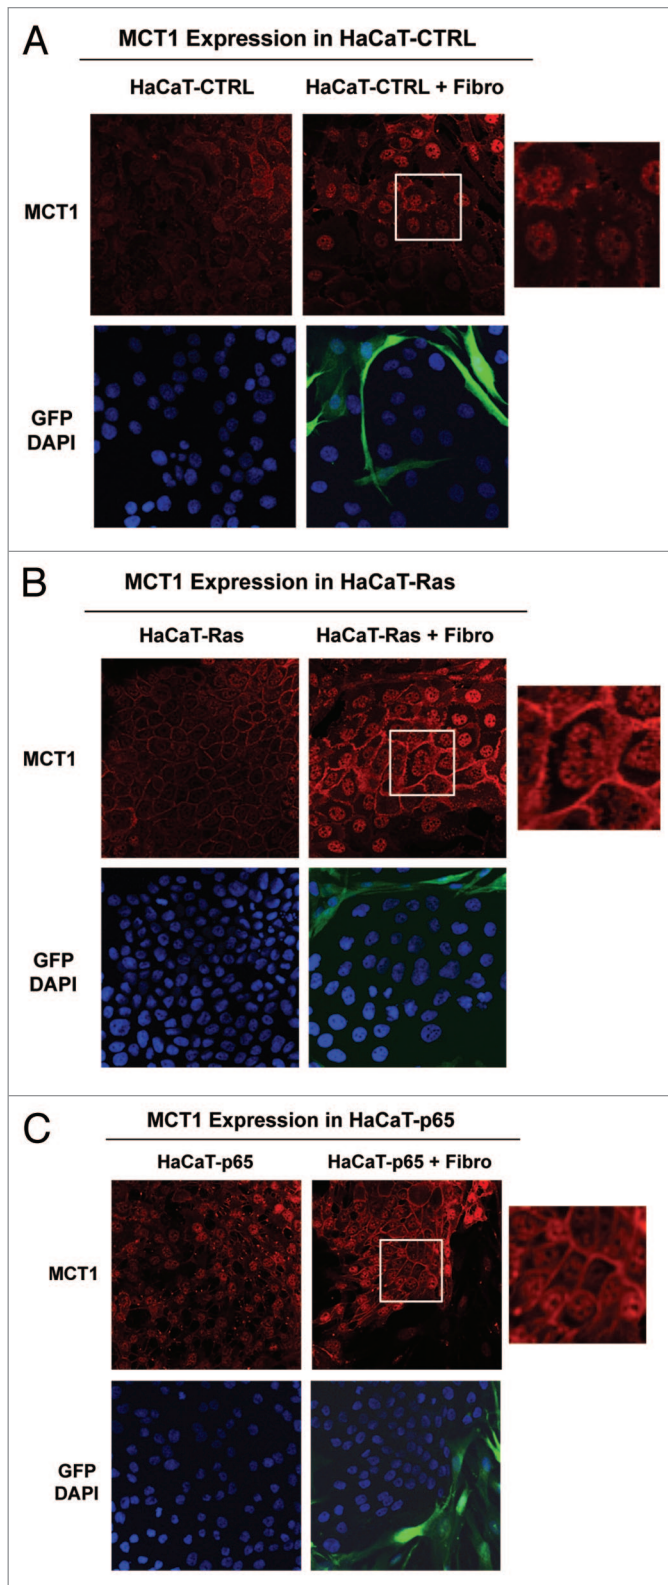 A
MCT1 Expression in HaCaT-CTRL
HaCaT-CTRL
HaCaT-CTRL + Fibro
MCT1
GFP
DAPI
B
MCT1 Expression in HaCaT-Ras
HaCaT-Ras
HaCaT-Ras + Fibro
MCT1
GFP
DAPI
C
MCT1 Expression in HaCaT-p65
HaCaT-p65
HaCaT-p65 + Fibro
MCT1
GFP
DAPI